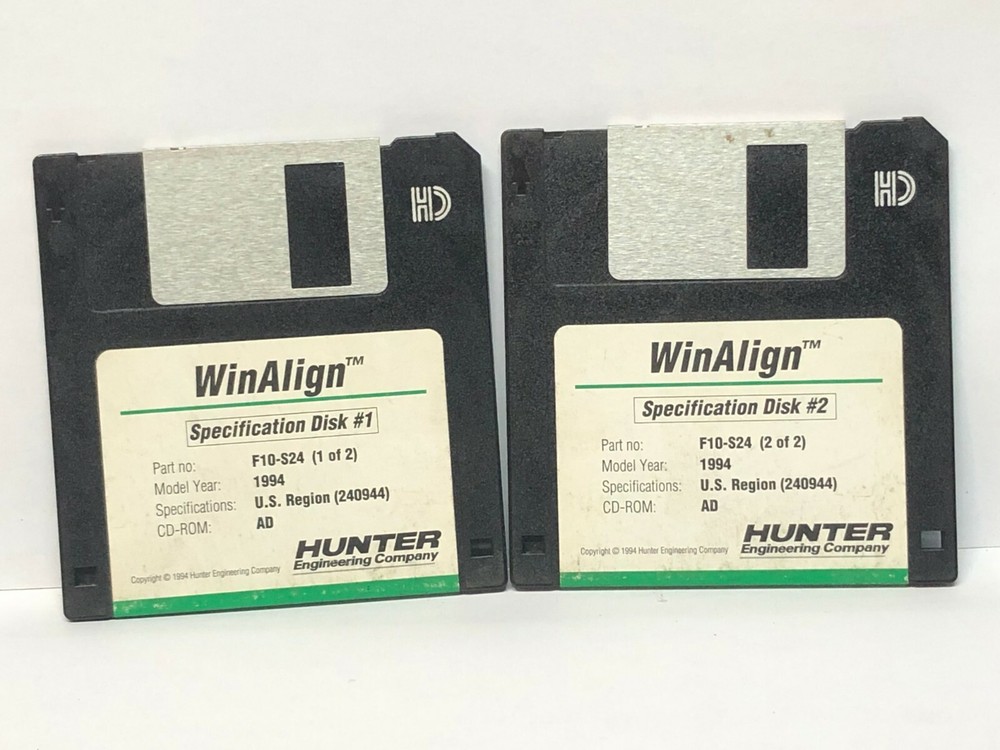 HD
WinAlign™
Specification Disk #1
Part no: F10-S24 (1 of 2)
Model Year: 1994
Specifications: U.S. Region (240944)
CD-ROM: AD
HUNTER
Engineering Company
Copyright © 1994 Hunter Engineering Company
HD
WinAlign™
Specification Disk #2
Part no: F10-S24 (2 of 2)
Model Year: 1994
Specifications: U.S. Region (240944)
CD-ROM: AD
HUNTER
Engineering Company
Copyright © 1994 Hunter Engineering Company